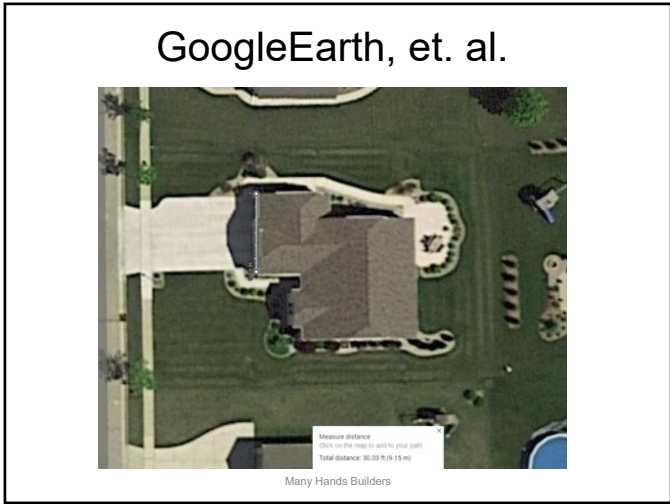 GoogleEarth, et. al.
Measure distance
Click on the map to add to your path
Total distance: 30.03 ft (9.15 m)
Many Hands Builders